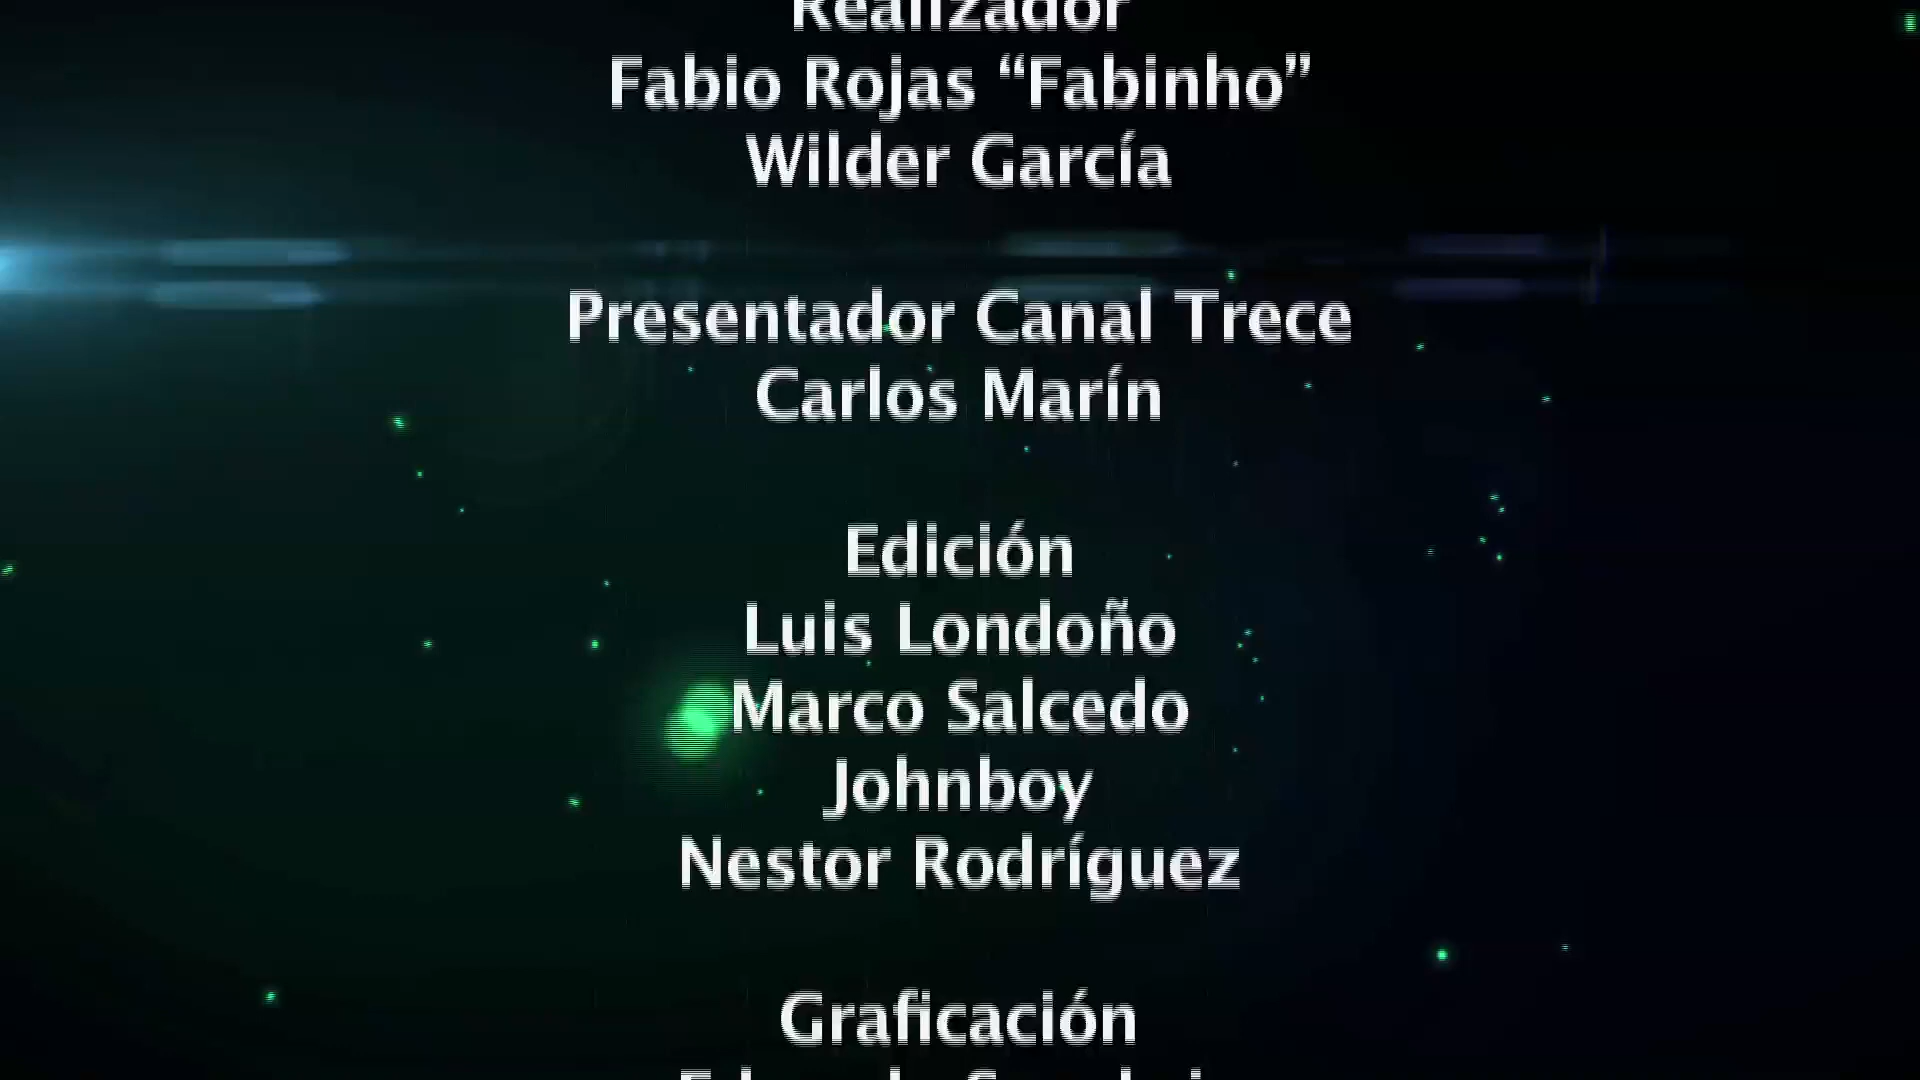 Realizador
Fabio Rojas “Fabinho”
Wilder García
Presentador Canal Trece
Carlos Marín
Edición
Luis Londoño
Marco Salcedo
Johnboy
Nestor Rodríguez
Graficación